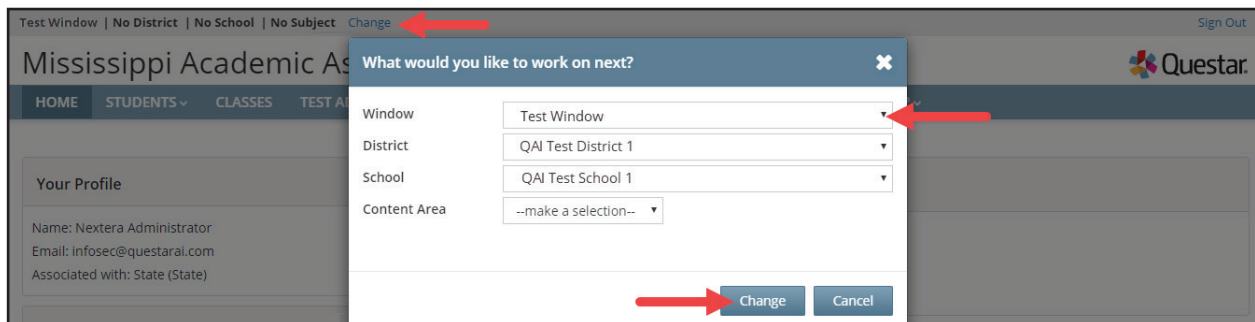 Test Window | No District | No School | No Subject Change
Sign Out
Mississippi Academic As
Questar
HOME STUDENTS CLASSES TEST A
What would you like to work on next?
Window Test Window
District QAI Test District 1
School QAI Test School 1
Content Area --make a selection--
Change Cancel
Your Profile
Name: Nextera Administrator
Email: infosec@questarai.com
Associated with: State (State)